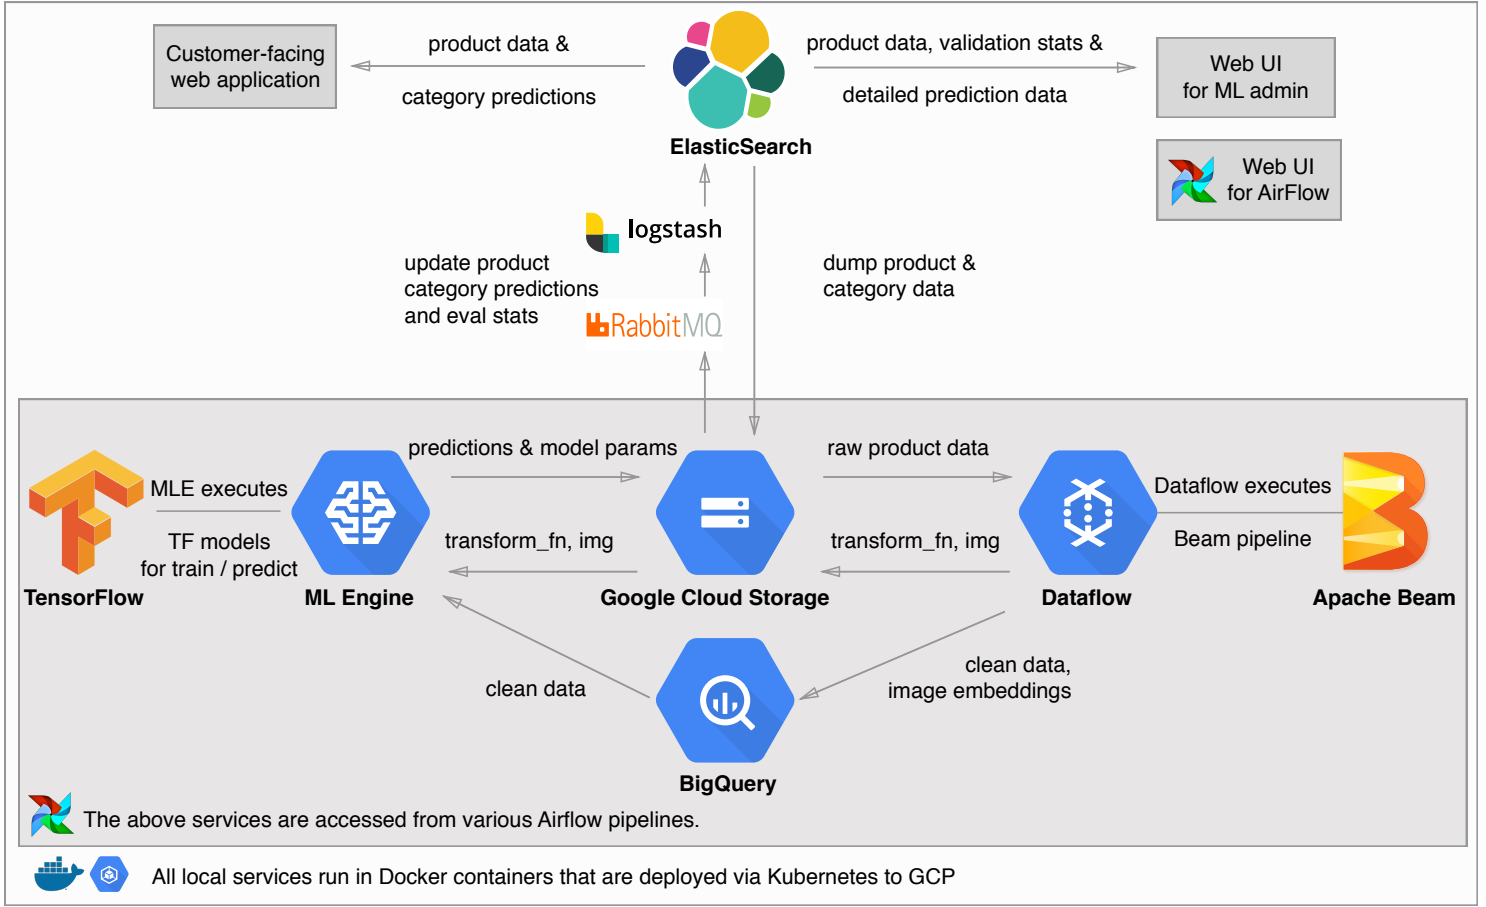 Customer-facing
web application
product data &
category predictions
ElasticSearch
product data, validation stats &
detailed prediction data
Web UI
for ML admin
Web UI
for AirFlow
logstash
update product
category predictions
and eval stats
RabbitMQ
dump product &
category data
TensorFlow
MLE executes
TF models
for train / predict
ML Engine
predictions & model params
transform_fn, img
Google Cloud Storage
raw product data
transform_fn, img
Dataflow
Dataflow executes
Beam pipeline
Apache Beam
clean data
BigQuery
clean data,
image embeddings
The above services are accessed from various Airflow pipelines.
All local services run in Docker containers that are deployed via Kubernetes to GCP